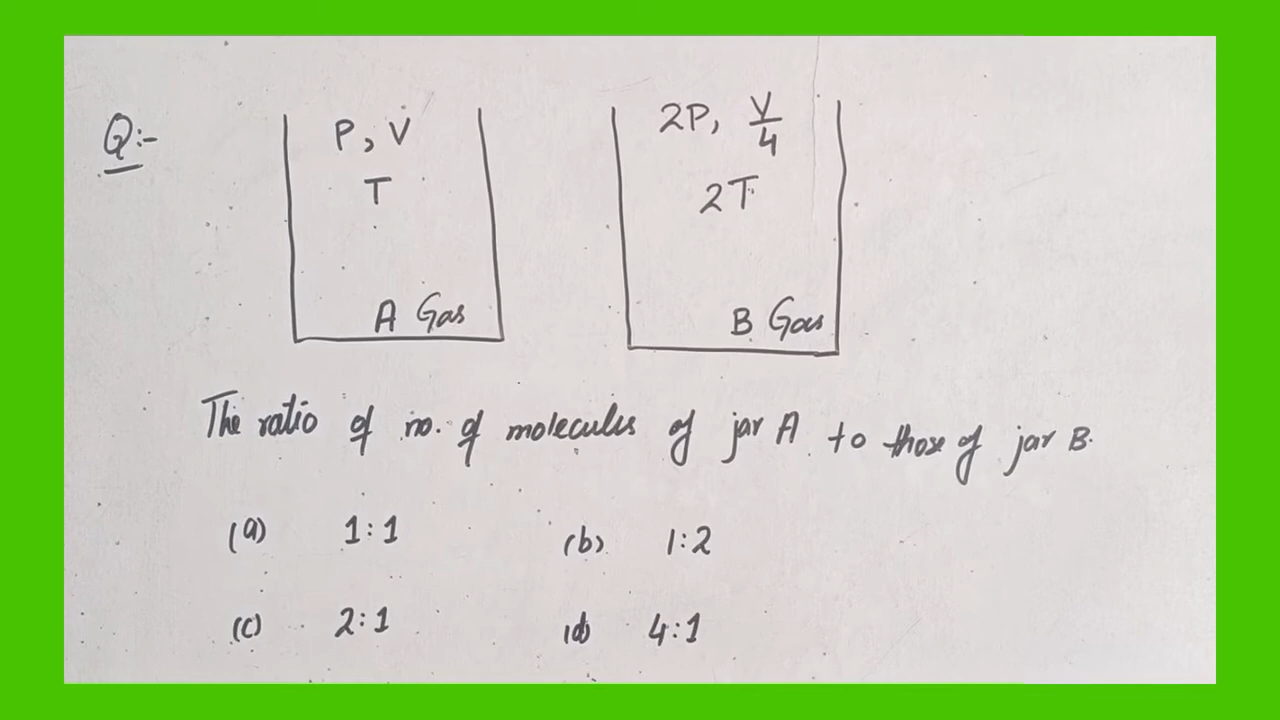 Q:-
P, V
T
A Gas
2P, V/4
2T
B Gas
The ratio of no. of molecules of jar A to those of jar B.
(a) 1:1 (b) 1:2
(c) 2:1 (d) 4:1